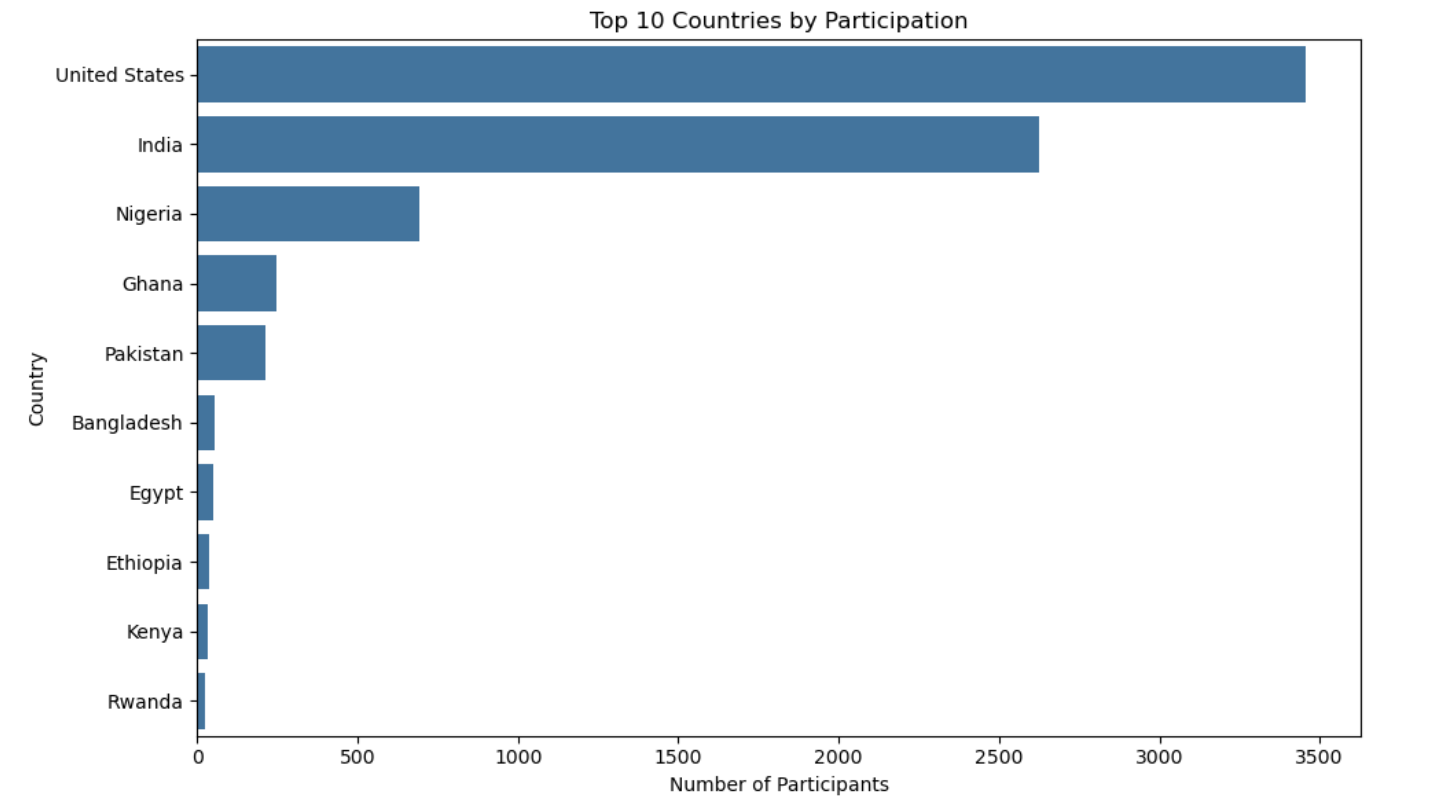 Top 10 Countries by Participation
United States
India
Nigeria
Ghana
Pakistan
Bangladesh
Egypt
Ethiopia
Kenya
Rwanda
Country
0 500 1000 1500 2000 2500 3000 3500
Number of Participants